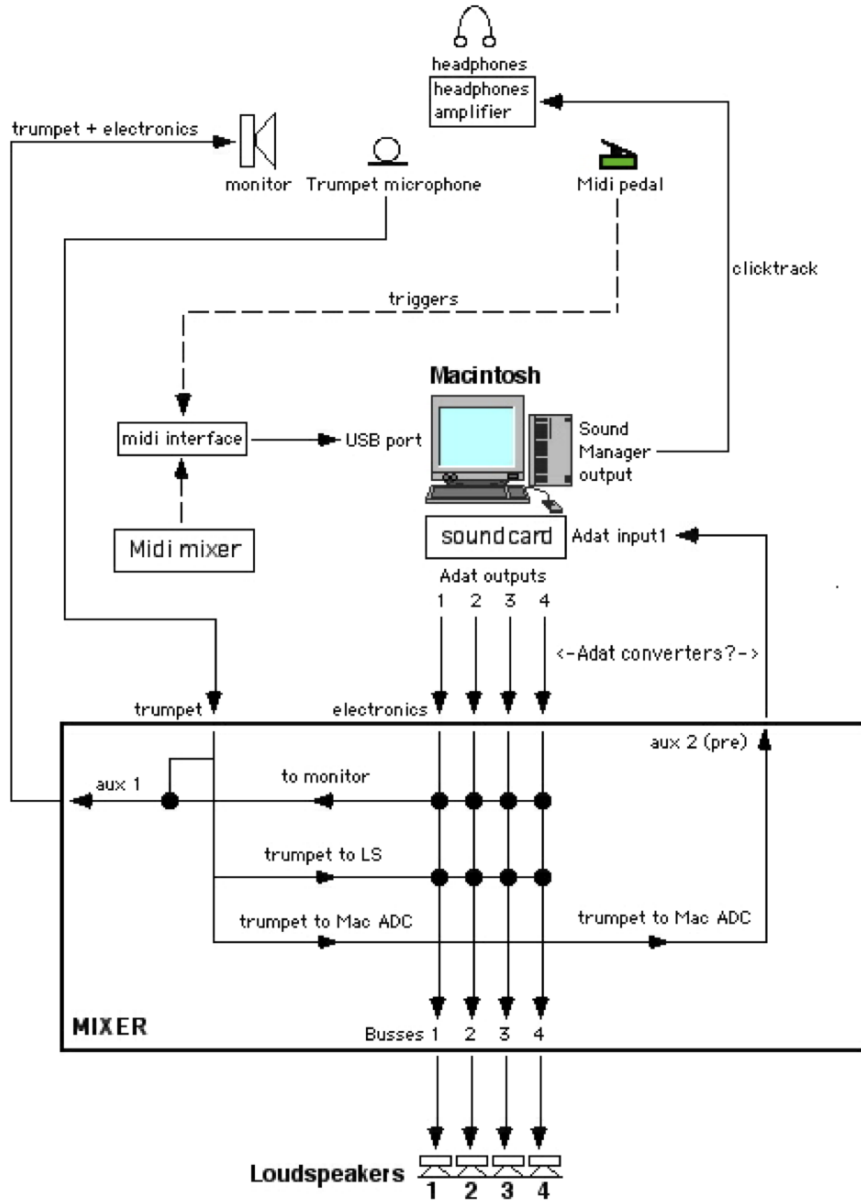 headphones
headphones
amplifier
trumpet + electronics
monitor
Trumpet microphone
Midi pedal
clicktrack
triggers
Macintosh
midi interface
USB port
Sound
Manager
output
Midi mixer
soundcard
Adat input1
Adat outputs
1 2 3 4
<-Adat converters?->
trumpet
electronics
aux 2 (pre)
aux 1
to monitor
trumpet to LS
trumpet to Mac ADC
trumpet to Mac ADC
MIXER
Busses 1 2 3 4
Loudspeakers
1 2 3 4